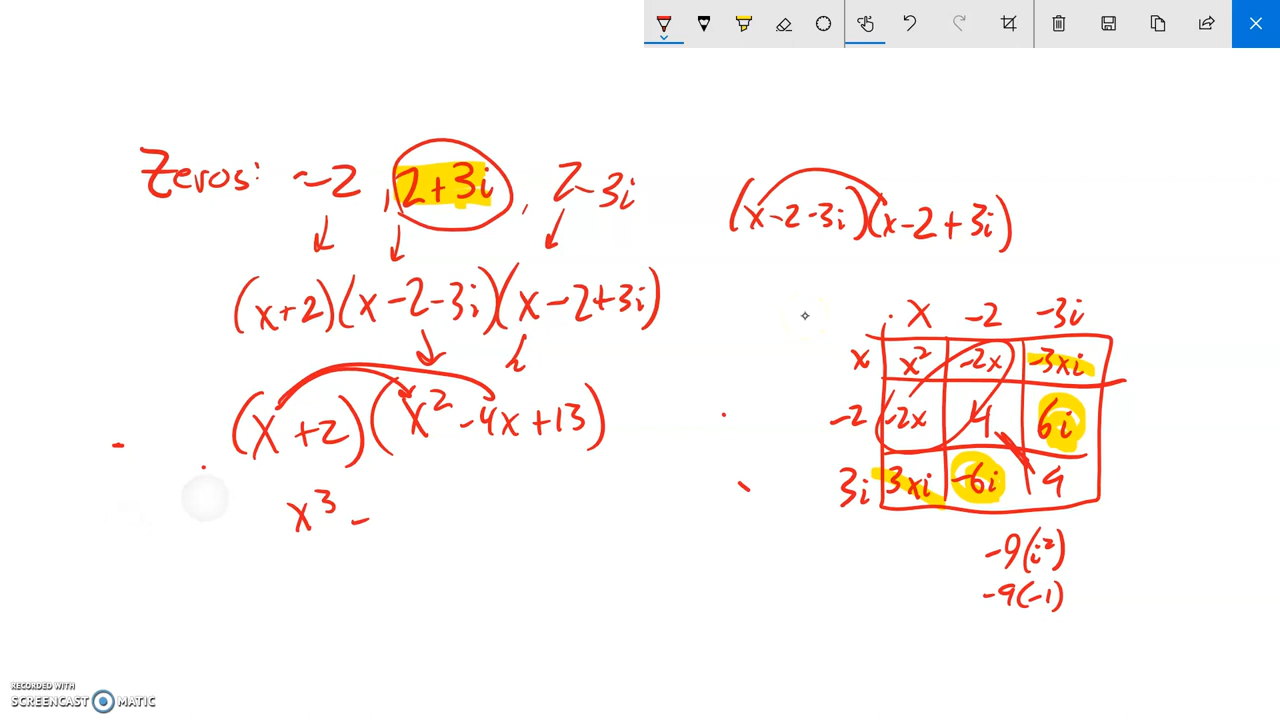 Zeros: -2, 2+3i, 2-3i
(x+2)(x-2-3i)(x-2+3i)
(x+2)(x²-4x+13)
x³-
(x-2-3i)(x-2+3i)
x -2 -3i
x x² -2x -3xi
-2 -2x 4 6i
3i 3xi -6i 9
-9(i²)
-9(-1)
RECORDED WITH
SCREENCAST MATIC